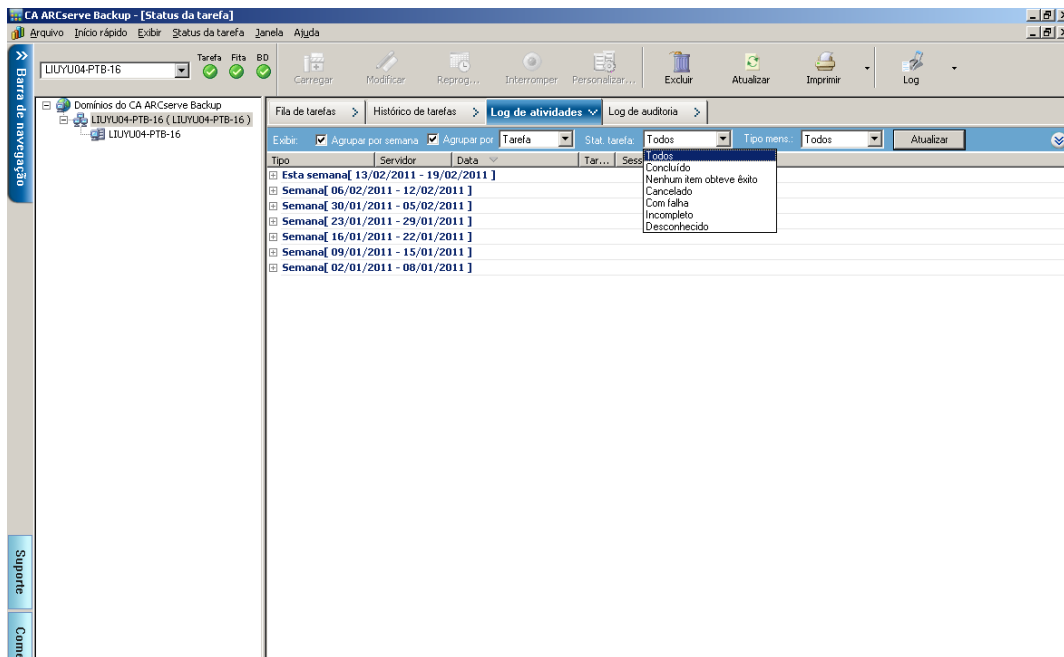 CA ARCserve Backup - [Status da tarefa]
Arquivo Início rápido Exibir Status da tarefa Janela Ajuda
LIUYU04-PTB-16
Tarefa Fita BD
Carregar Modificar Reprog... Interromper Personalizar... Excluir Atualizar Imprimir Log
Barra de navegação
Domínios do CA ARCserve Backup
LIUYU04-PTB-16 ( LIUYU04-PTB-16 )
LIUYU04-PTB-16
Fila de tarefas Histórico de tarefas Log de atividades Log de auditoria
Exibir: Agrupar por semana Agrupar por Tarefa Stat. tarefa: Todos Tipo mens.: Todos Atualizar
Tipo Servidor Data Tar... Sess
Todos
Concluído
Nenhum item obteve êxito
Cancelado
Com falha
Incompleto
Desconhecido
Esta semana[ 13/02/2011 - 19/02/2011 ]
Semana[ 06/02/2011 - 12/02/2011 ]
Semana[ 30/01/2011 - 05/02/2011 ]
Semana[ 23/01/2011 - 29/01/2011 ]
Semana[ 16/01/2011 - 22/01/2011 ]
Semana[ 09/01/2011 - 15/01/2011 ]
Semana[ 02/01/2011 - 08/01/2011 ]
Suporte
Come